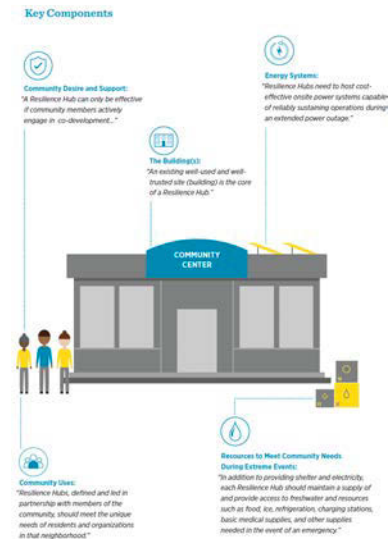 Key Components
Community Desire and Support:
"A Resilience Hub can only be effective
if community members actively
engage in co-development..."
Energy Systems:
"Resilience Hubs need to host cost-
effective onsite power systems capable
of reliably sustaining operations during
an extended power outage."
The Building(s):
"An existing well-used and well-
trusted site (building) is the core
of a Resilience Hub."
COMMUNITY
CENTER
Community Uses:
"Resilience Hubs, defined and led in
partnership with members of the
community, should meet the unique
needs of residents and organizations
in that neighborhood."
Resources to Meet Community Needs
During Extreme Events:
"In addition to providing shelter and electricity,
each Resilience Hub should maintain a supply of
and provide access to freshwater and resources
such as food, ice, refrigeration, charging stations,
basic medical supplies, and other supplies
needed in the event of an emergency."